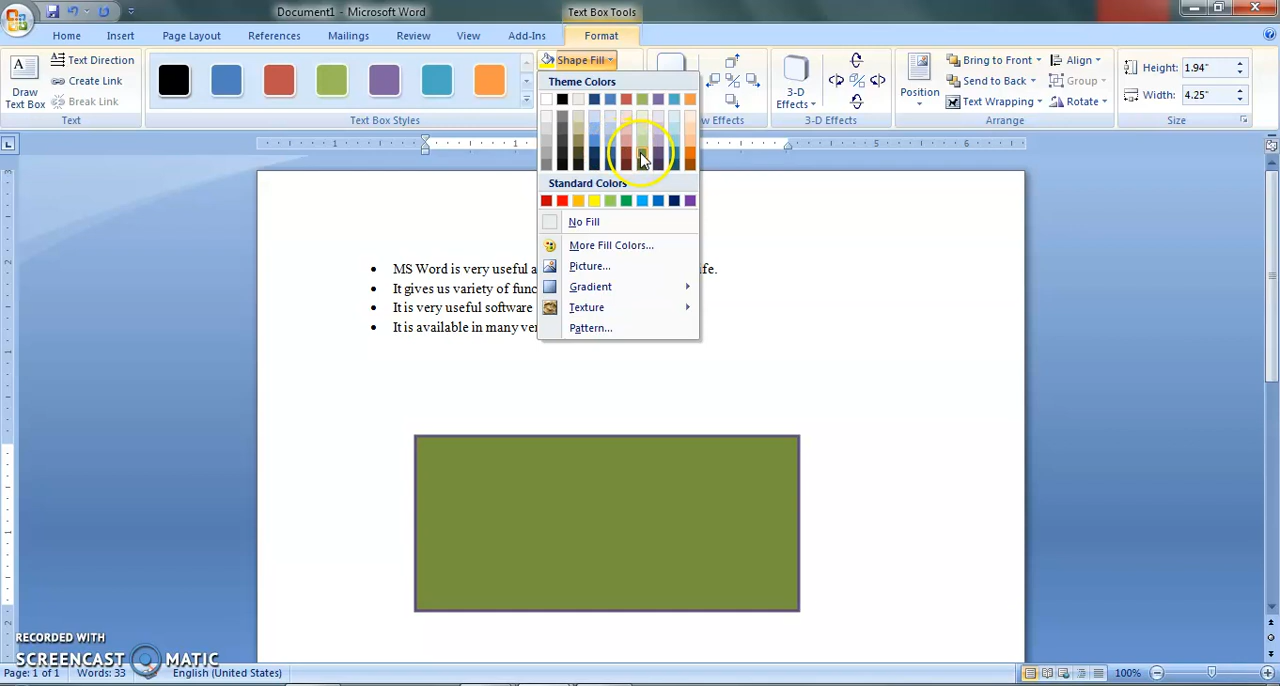 Document1 - Microsoft Word
Text Box Tools
Home Insert Page Layout References Mailings Review View Add-Ins Format
Draw Text Box
Text Direction
Create Link
Break Link
Text
Text Box Styles
Shape Fill
w Effects
3-D Effects
3-D Effects
Position
Bring to Front
Send to Back
Text Wrapping
Align
Group
Rotate
Arrange
Height: 1.94"
Width: 4.25"
Size
Theme Colors
Standard Colors
No Fill
More Fill Colors...
Picture...
Gradient
Texture
Pattern...
1 1 5 6
• MS Word is very useful a fe.
• It gives us variety of func
• It is very useful software
• It is available in many ver
RECORDED WITH
SCREENCAST MATIC
Page: 1 of 1 Words: 33 English (United States) 100%